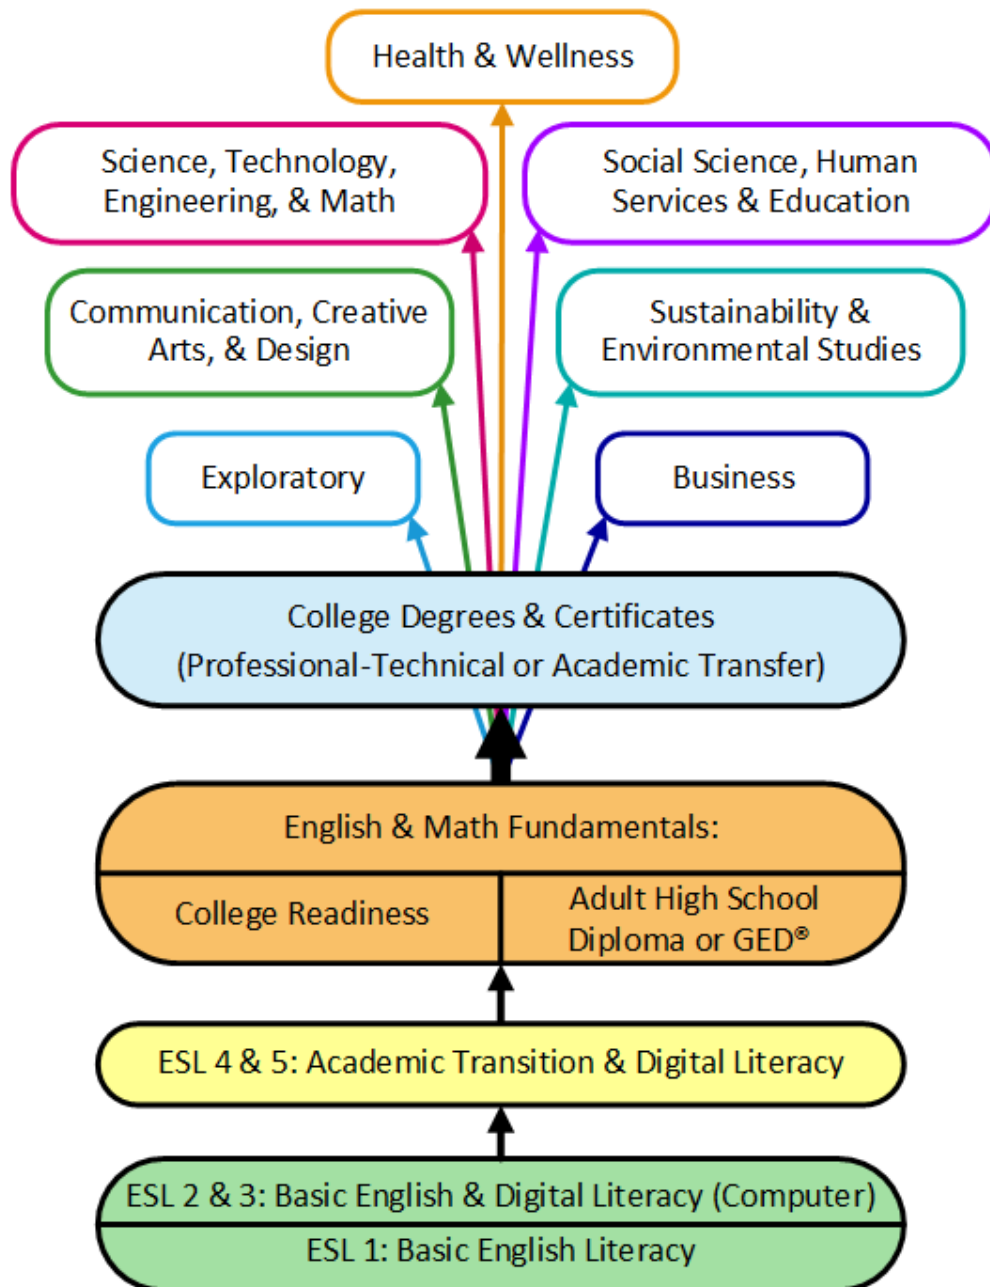 Health & Wellness
Science, Technology,
Engineering, & Math
Social Science, Human
Services & Education
Communication, Creative
Arts, & Design
Sustainability &
Environmental Studies
Exploratory
Business
College Degrees & Certificates
(Professional-Technical or Academic Transfer)
English & Math Fundamentals:
College Readiness
Adult High School
Diploma or GED®
ESL 4 & 5: Academic Transition & Digital Literacy
ESL 2 & 3: Basic English & Digital Literacy (Computer)
ESL 1: Basic English Literacy